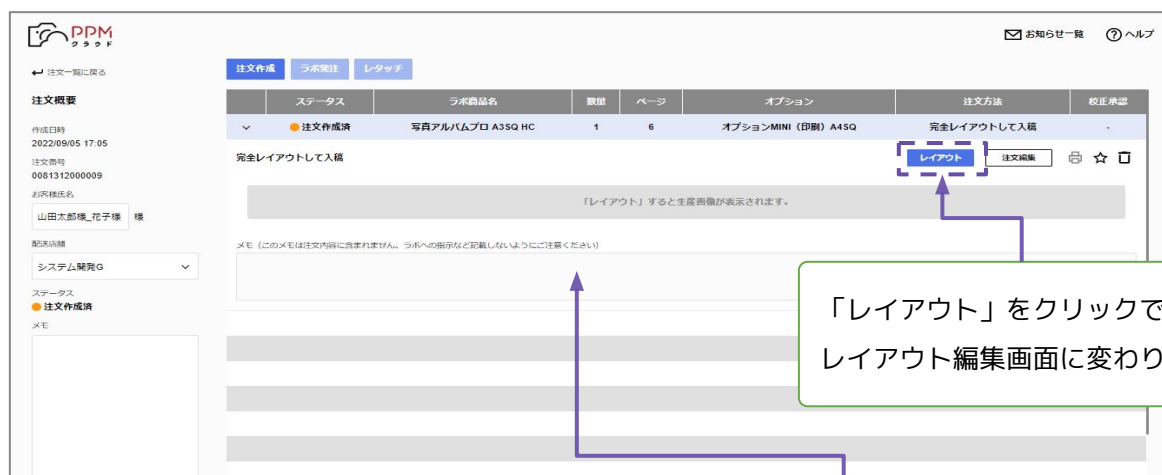 PPM
クラウド
お知らせ一覧 ヘルプ
注文一覧に戻る
注文作成 ラボ発注 レタッチ
注文概要
ステータス ラボ商品名 数量 ページ オプション 注文方法 校正承認
注文作成済 写真アルバムプロ A3SQ HC 1 6 オプションMINI（印刷）A4SQ 完全レイアウトして入稿 -
作成日時
2022/09/05 17:05
完全レイアウトして入稿 レイアウト 注文編集
注文番号
0081312000009
お客様氏名
山田太郎様_花子様 様
「レイアウト」すると生産画像が表示されます。
配送店舗
システム開発G
メモ（このメモは注文内容に含まれません。ラボへの指示など記載しないようにご注意ください）
ステータス
注文作成済
メモ
「レイアウト」をクリックで
レイアウト編集画面に変わり